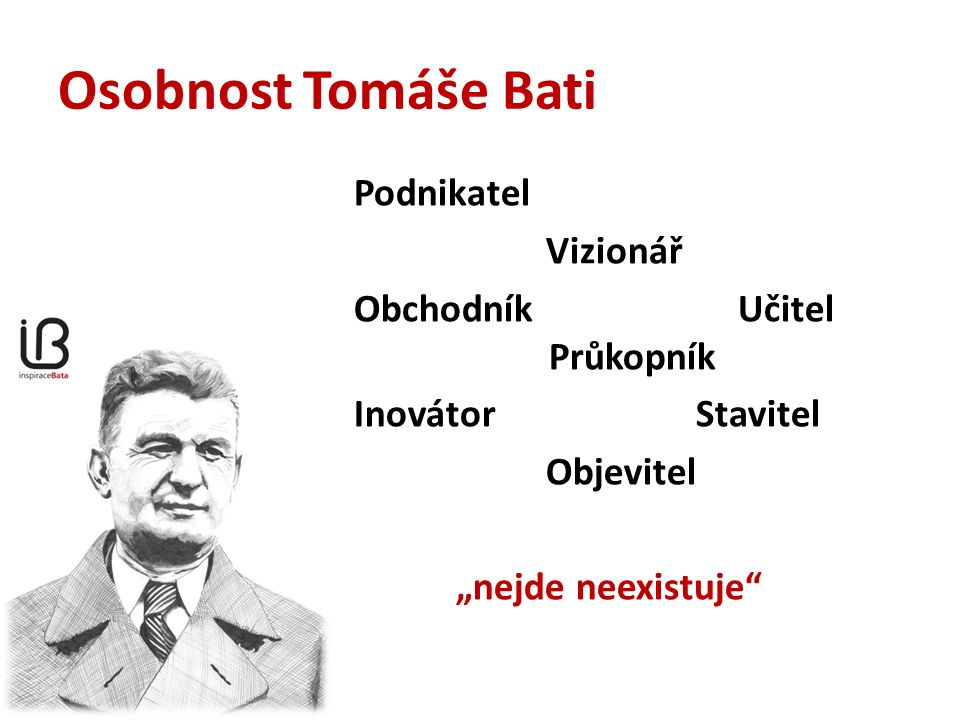 Osobnost Tomáše Bati
Podnikatel
Vizionář
Obchodník Učitel
Průkopník
Inovátor Stavitel
Objevitel
iB
inspiraceBata
„nejde neexistuje“